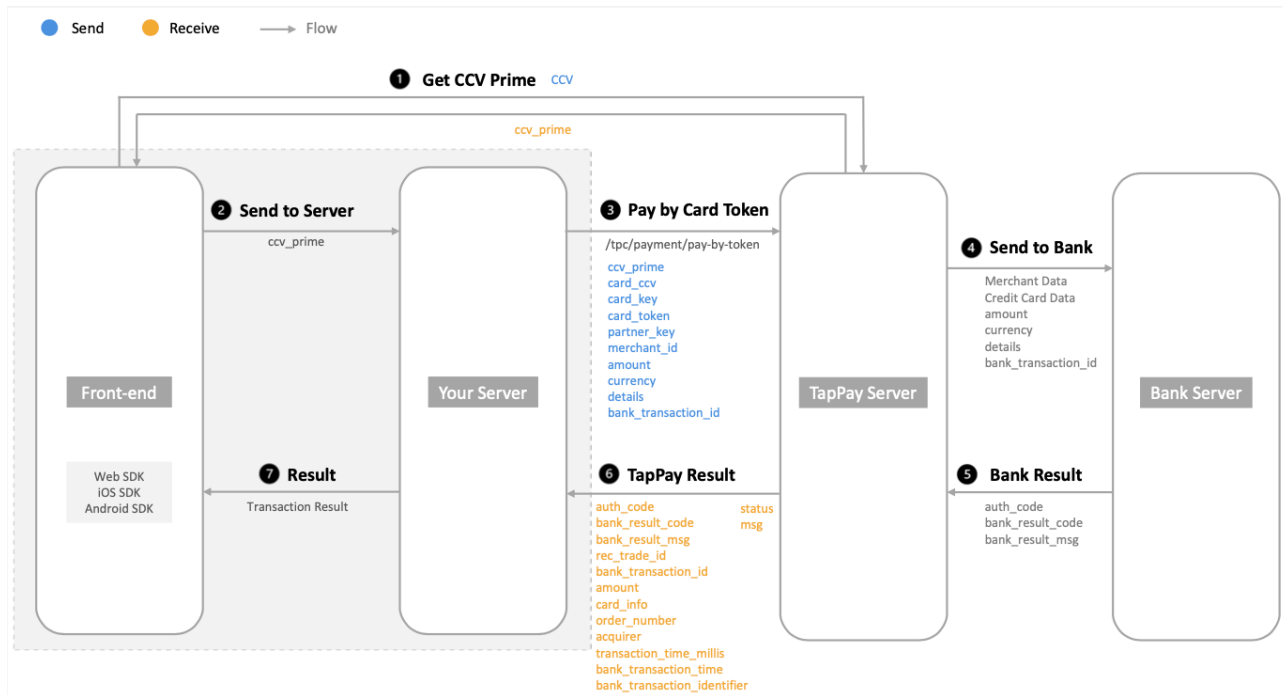 Send
Receive
Flow
1 Get CCV Prime CCV
ccv_prime
2 Send to Server
ccv_prime
3 Pay by Card Token
/tpc/payment/pay-by-token
ccv_prime
card_ccv
card_key
card_token
partner_key
merchant_id
amount
currency
details
bank_transaction_id
4 Send to Bank
Merchant Data
Credit Card Data
amount
currency
details
bank_transaction_id
Front-end
Your Server
TapPay Server
Bank Server
Web SDK
iOS SDK
Android SDK
7 Result
Transaction Result
6 TapPay Result
auth_code
bank_result_code
bank_result_msg
rec_trade_id
bank_transaction_id
amount
card_info
order_number
acquirer
transaction_time_millis
bank_transaction_time
bank_transaction_identifier
status
msg
5 Bank Result
auth_code
bank_result_code
bank_result_msg